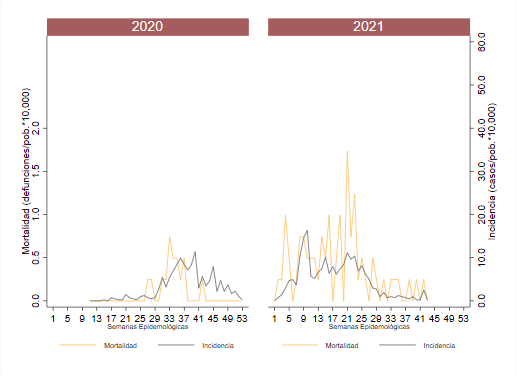 2020
2021
Mortalidad (defunciones/pob.*10,000)
0.0 0.5 1.0 1.5 2.0
0.0 10.0 20.0 30.0 40.0 50.0 60.0
Incidencia (casos/pob.*10,000)
1 5 9 13 17 21 25 29 33 37 41 45 49 53
1 5 9 13 17 21 25 29 33 37 41 45 49 53
Semanas Epidemológicas
Semanas Epidemológicas
Mortalidad Incidencia
Mortalidad Incidencia